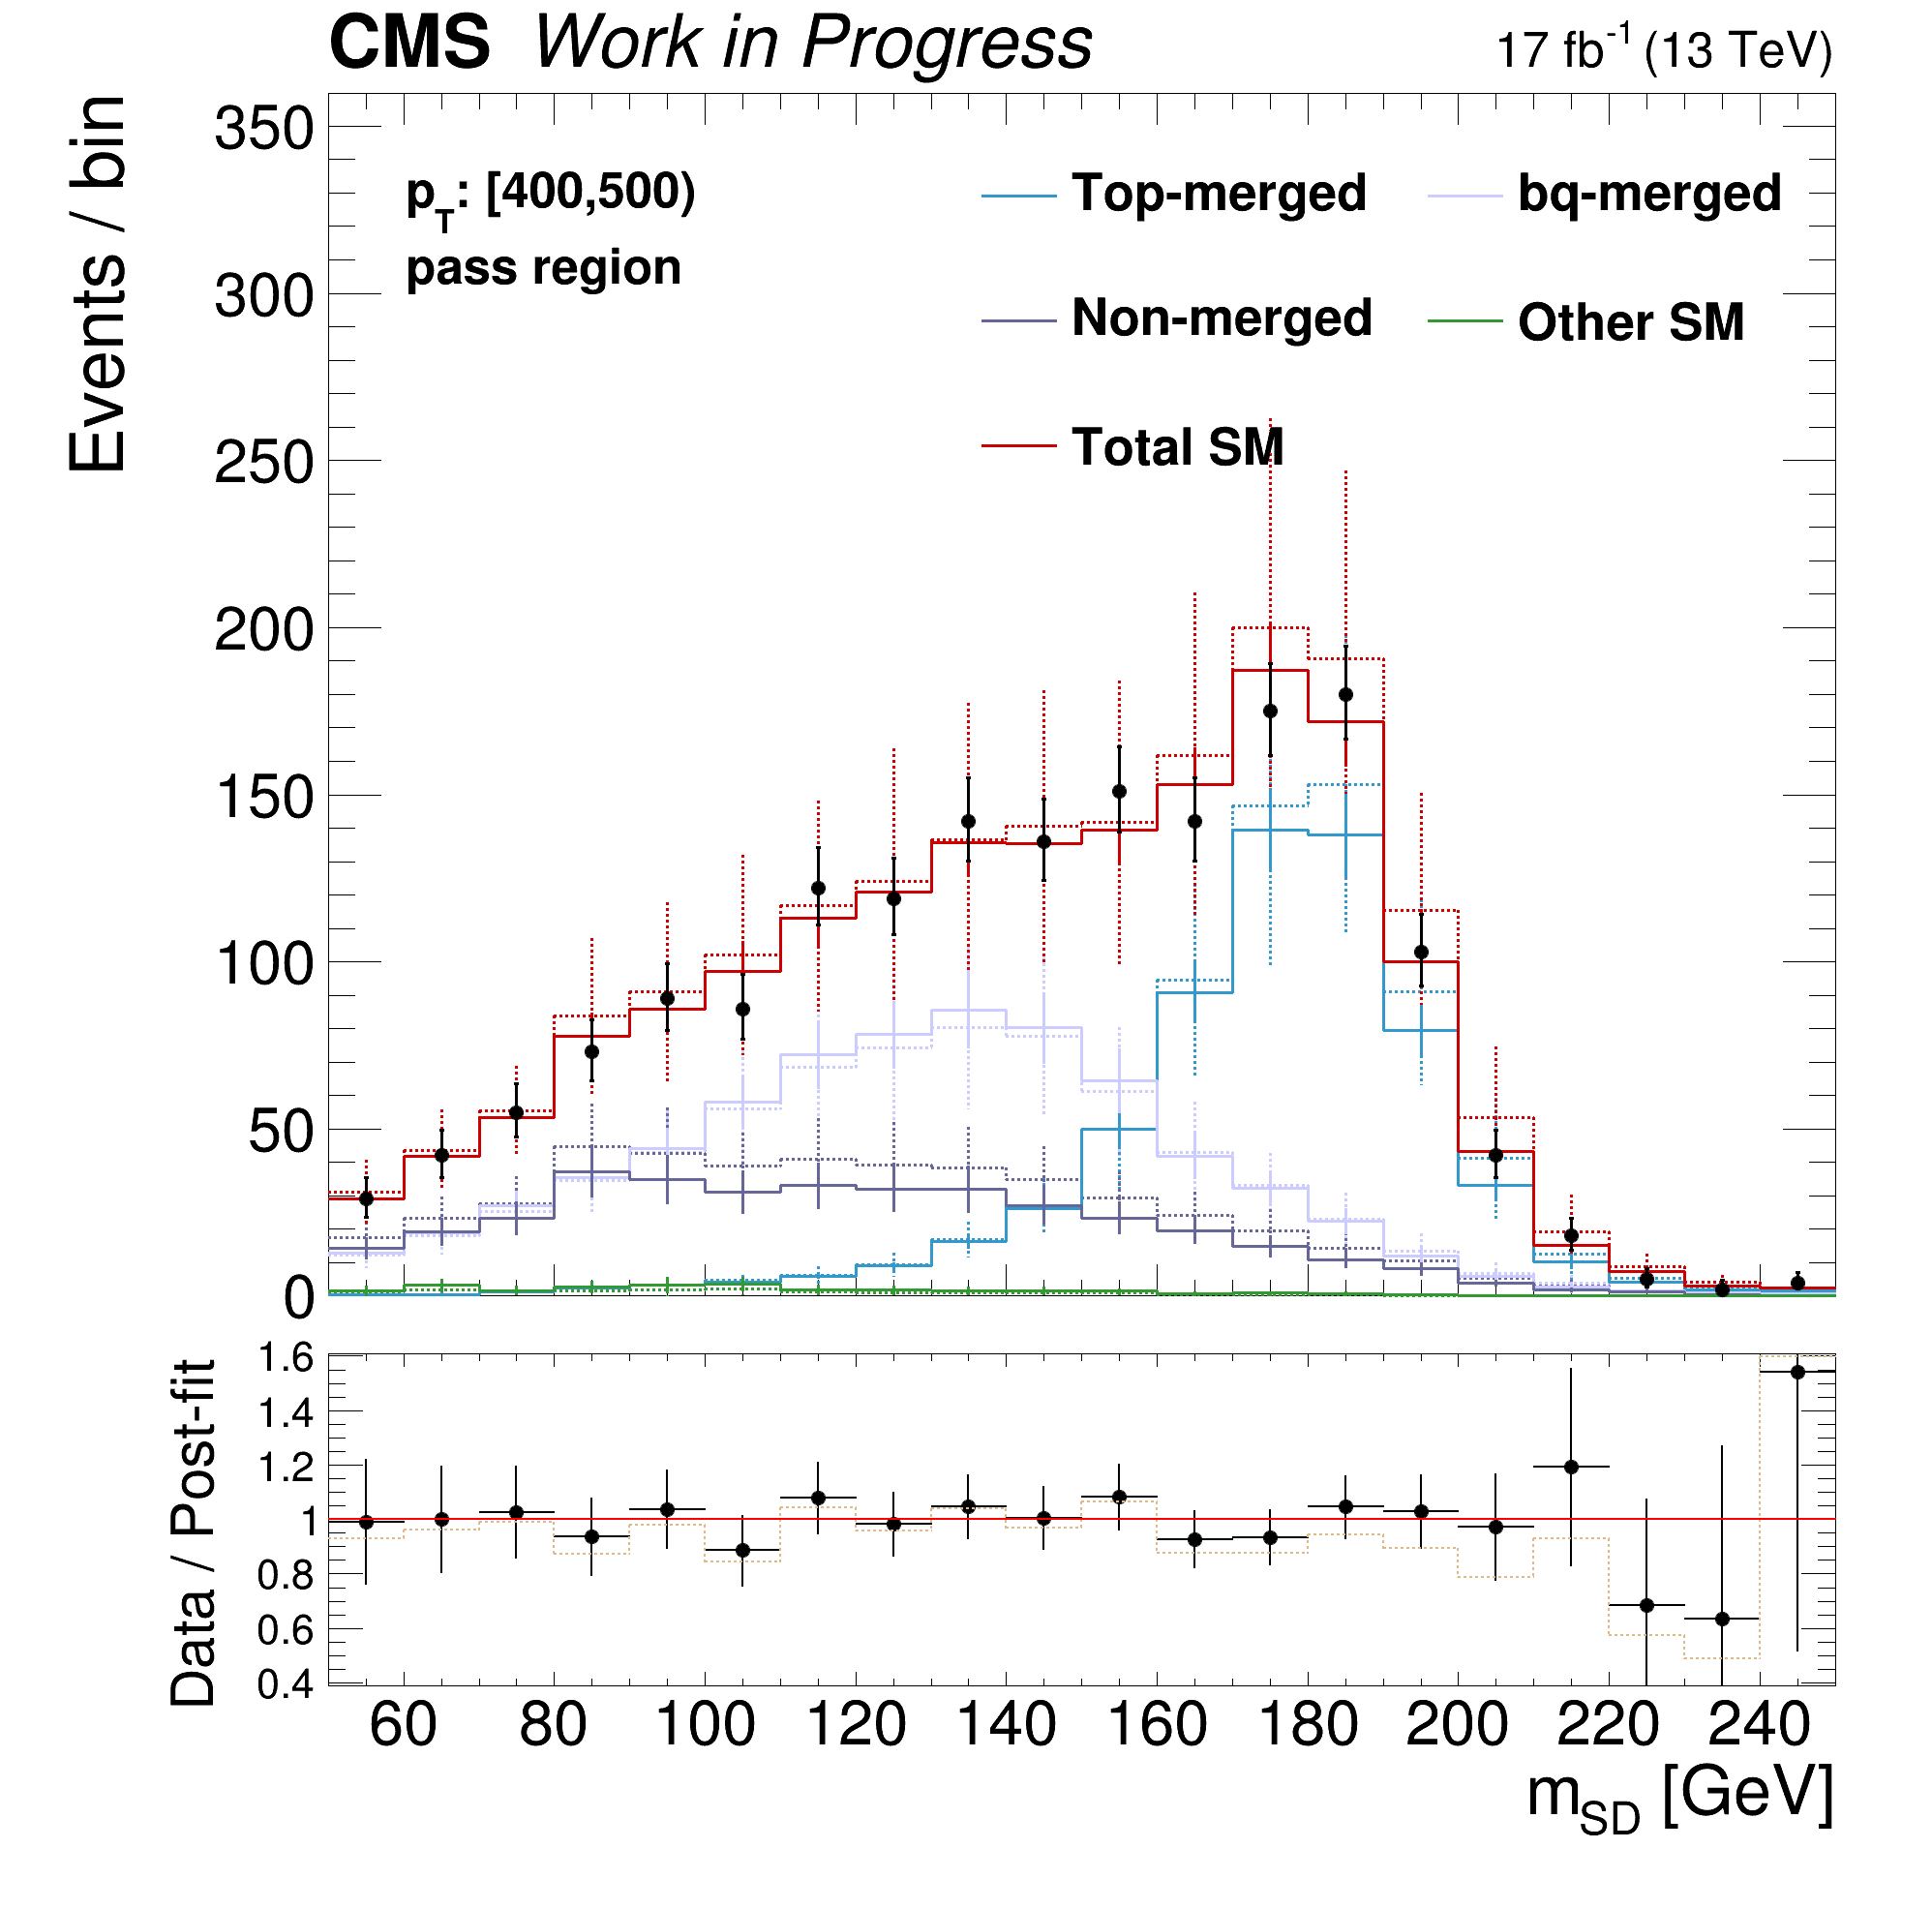 CMS Work in Progress 17 fb-1 (13 TeV)
Events / bin
350
300
250
200
150
100
50
0
pT: [400,500)
pass region
Top-merged
bq-merged
Non-merged
Other SM
Total SM
Data / Post-fit
1.6
1.4
1.2
1
0.8
0.6
0.4
60 80 100 120 140 160 180 200 220 240
mSD [GeV]